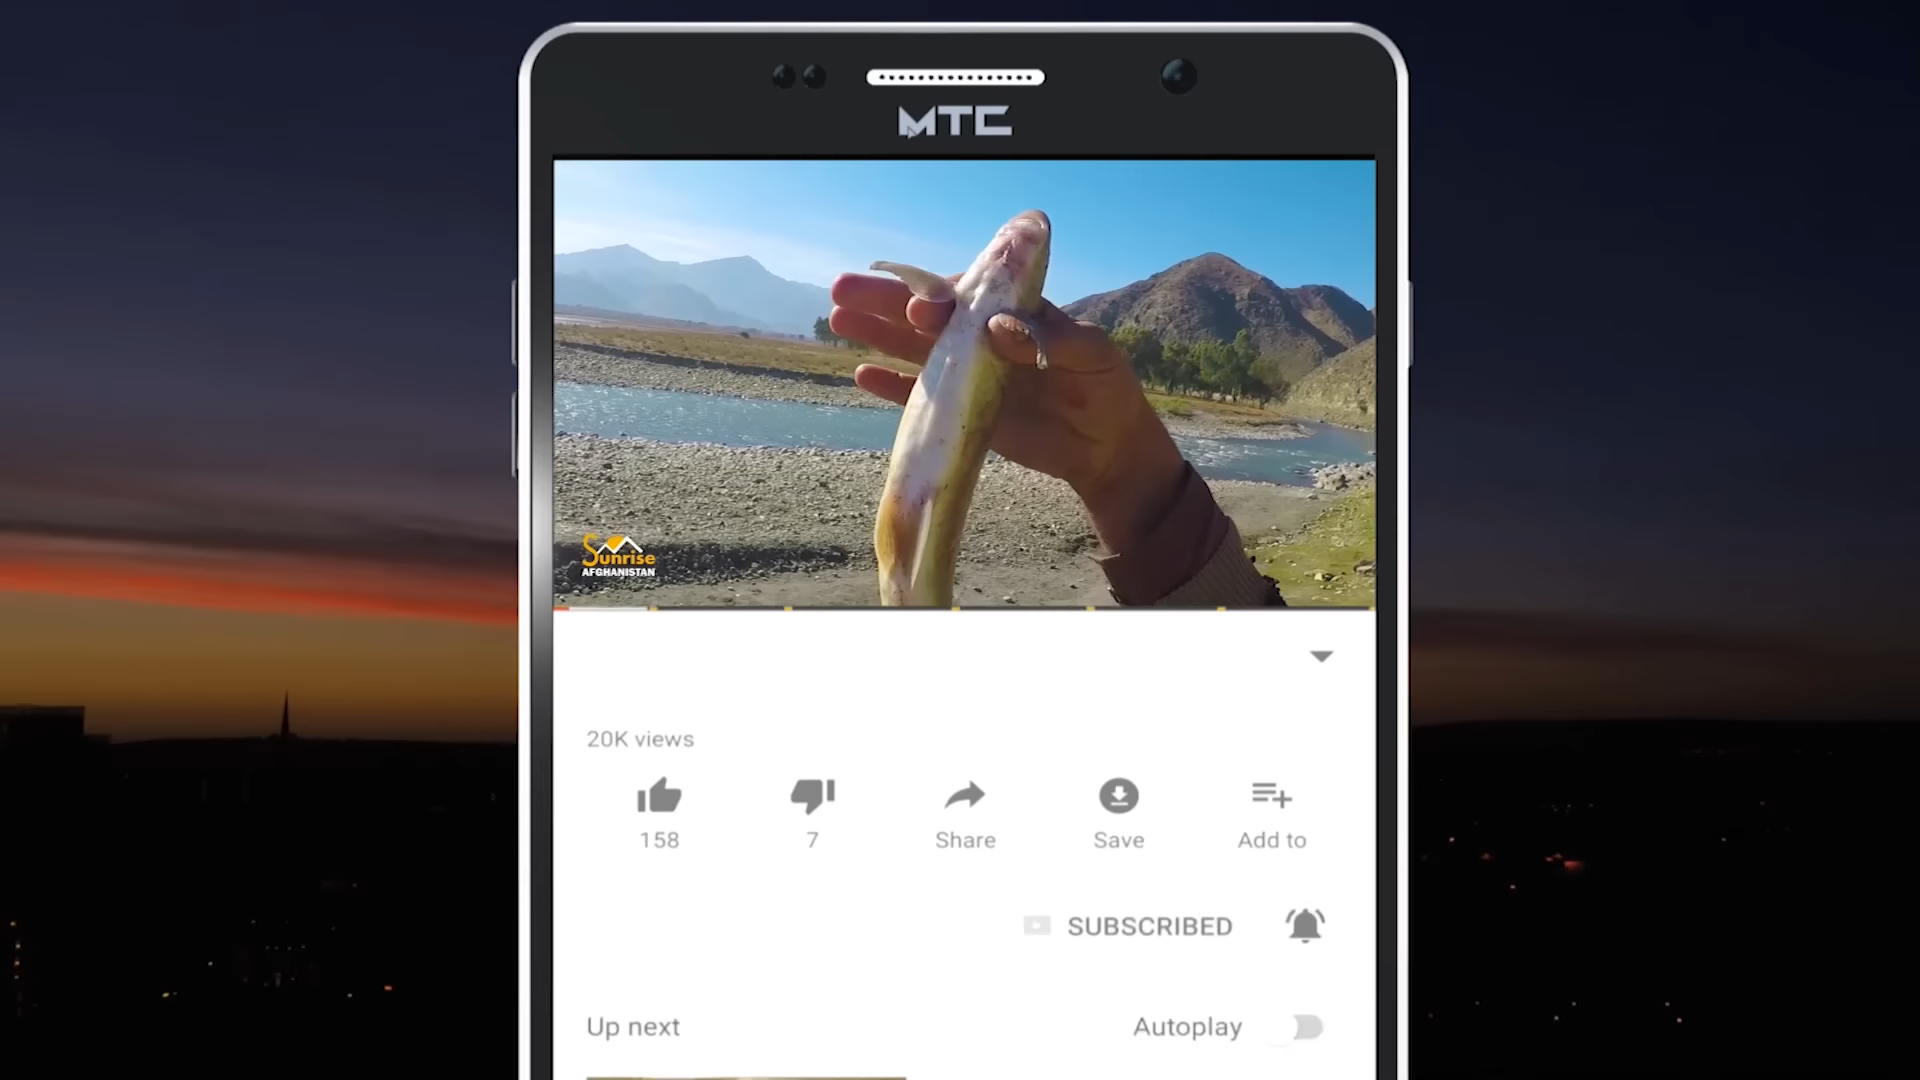 MTC
Sunrise
AFGHANISTAN
20K views
158
7
Share
Save
Add to
SUBSCRIBED
Up next
Autoplay